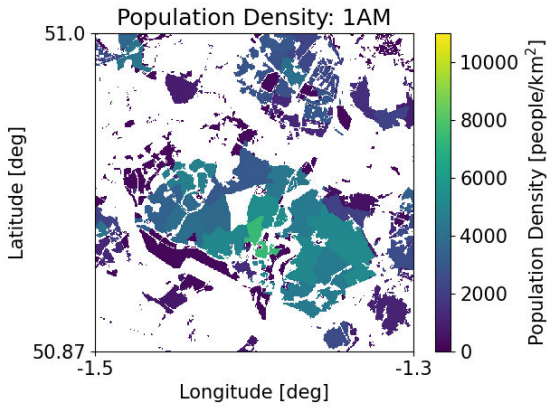 Population Density: 1AM
51.0
50.87
-1.5
-1.3
Longitude [deg]
Latitude [deg]
10000
8000
6000
4000
2000
0
Population Density [people/km²]